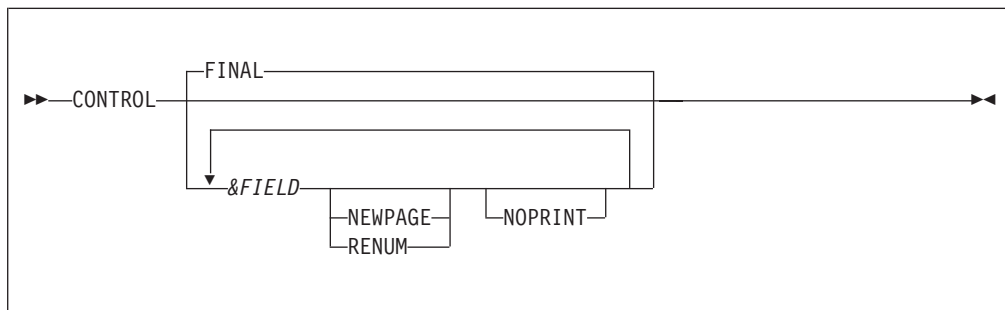 FINAL
CONTROL
&FIELD
NEWPAGE NOPRINT
RENUM